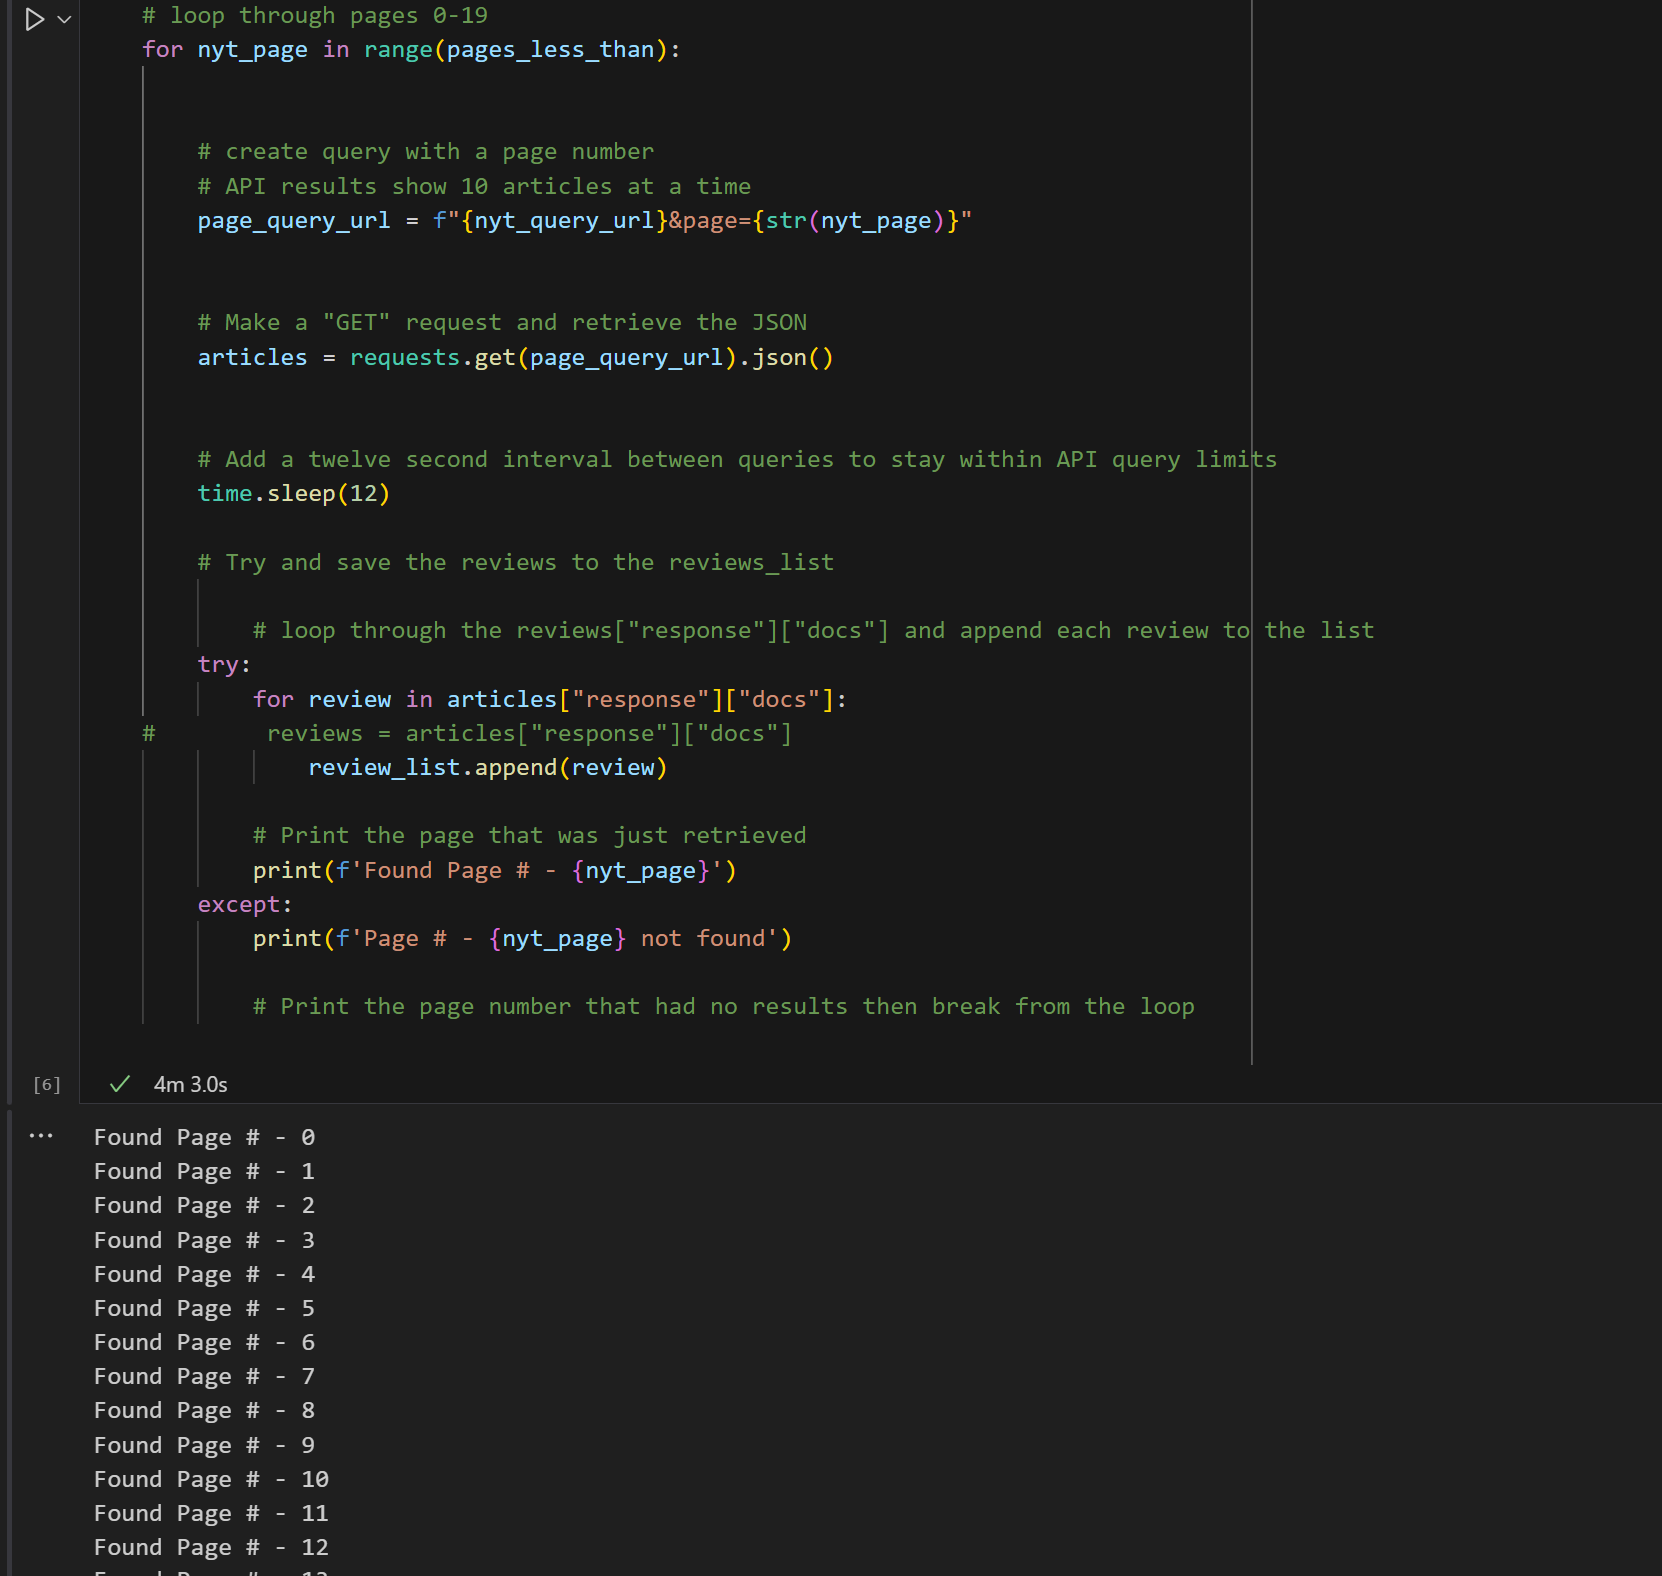 # loop through pages 0-19
for nyt_page in range(pages_less_than):
# create query with a page number
# API results show 10 articles at a time
page_query_url = f"{nyt_query_url}&page={str(nyt_page)}"
# Make a "GET" request and retrieve the JSON
articles = requests.get(page_query_url).json()
# Add a twelve second interval between queries to stay within API query limits
time.sleep(12)
# Try and save the reviews to the reviews_list
# loop through the reviews["response"]["docs"] and append each review to the list
try:
for review in articles["response"]["docs"]:
# reviews = articles["response"]["docs"]
review_list.append(review)
# Print the page that was just retrieved
print(f'Found Page # - {nyt_page}')
except:
print(f'Page # - {nyt_page} not found')
# Print the page number that had no results then break from the loop
[6] 4m 3.0s
Found Page # - 0
Found Page # - 1
Found Page # - 2
Found Page # - 3
Found Page # - 4
Found Page # - 5
Found Page # - 6
Found Page # - 7
Found Page # - 8
Found Page # - 9
Found Page # - 10
Found Page # - 11
Found Page # - 12